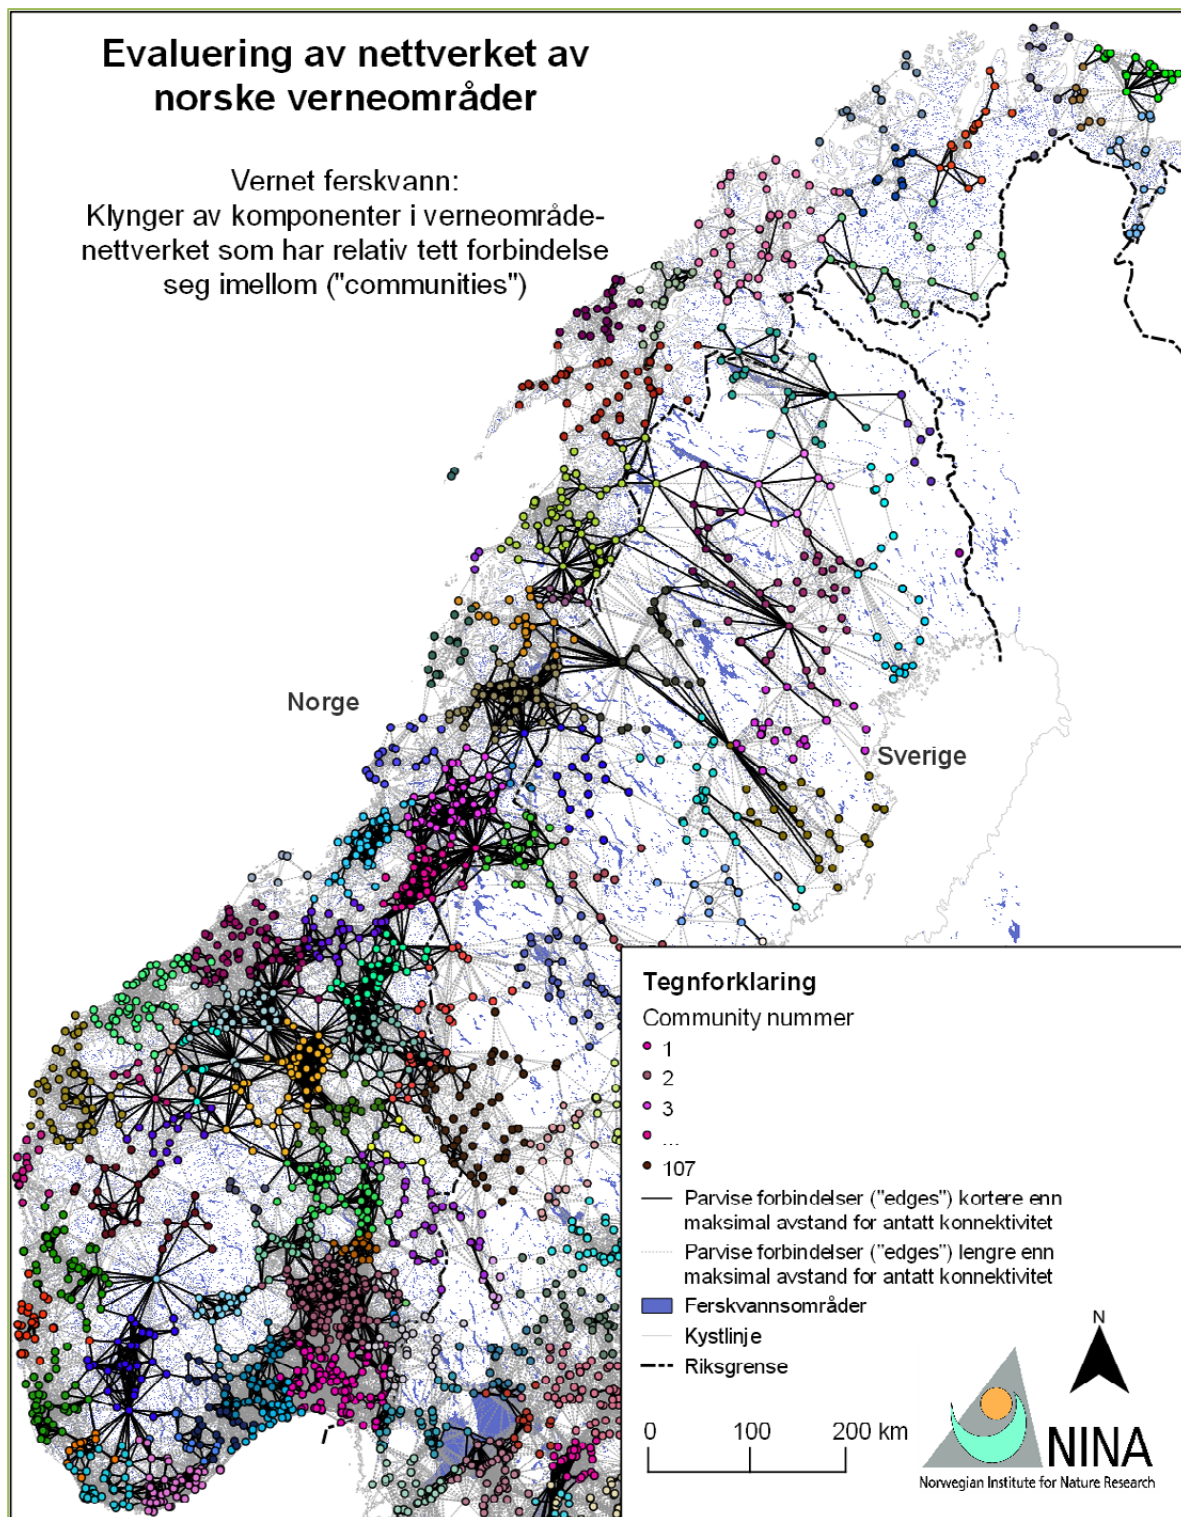 Evaluering av nettverket av
norske verneområder
Vernet ferskvann:
Klynger av komponenter i verneområde-
nettverket som har relativ tett forbindelse
seg imellom ("communities")
Norge
Sverige
Tegnforklaring
Community nummer
1
2
3
...
107
Parvise forbindelser ("edges") kortere enn
maksimal avstand for antatt konnektivitet
Parvise forbindelser ("edges") lengre enn
maksimal avstand for antatt konnektivitet
Ferskvannsområder
Kystlinje
Riksgrense
N
0 100 200 km
NINA
Norwegian Institute for Nature Research